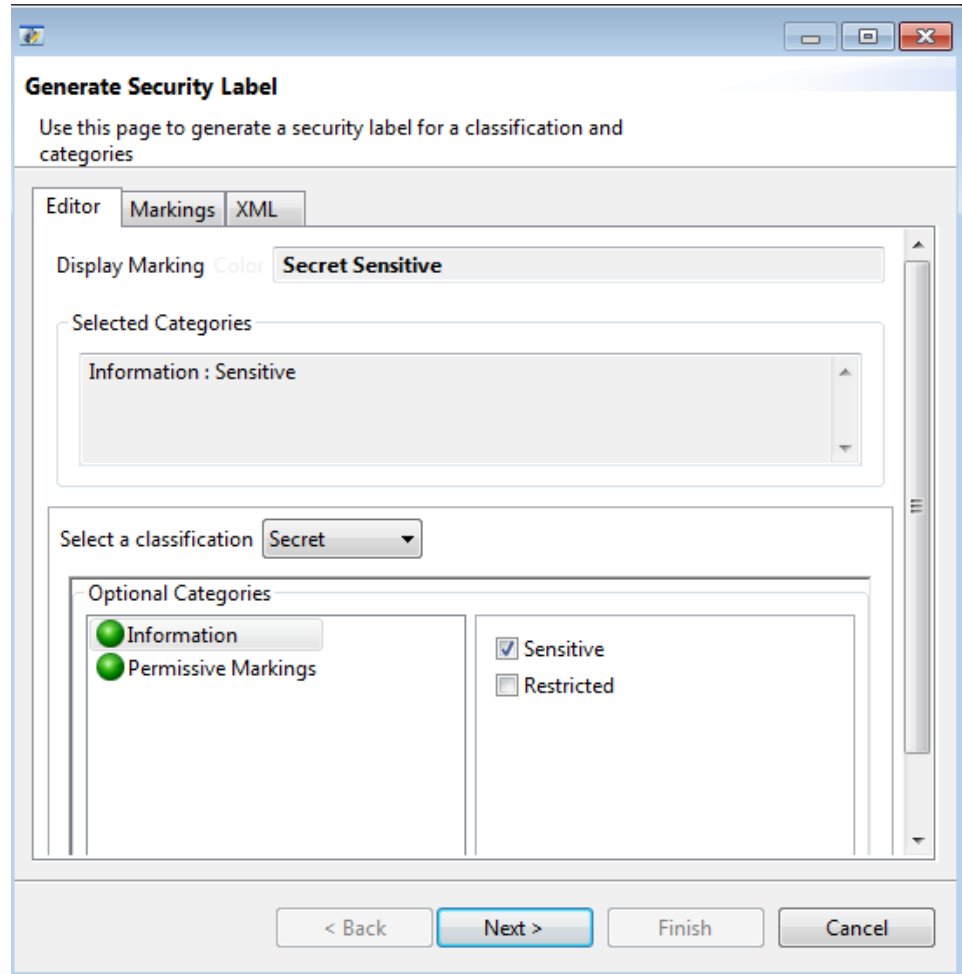 Generate Security Label
Use this page to generate a security label for a classification and
categories
Editor
Markings
XML
Display Marking Color Secret Sensitive
Selected Categories
Information : Sensitive
Select a classification Secret
Optional Categories
Information
Permissive Markings
Sensitive
Restricted
< Back
Next >
Finish
Cancel